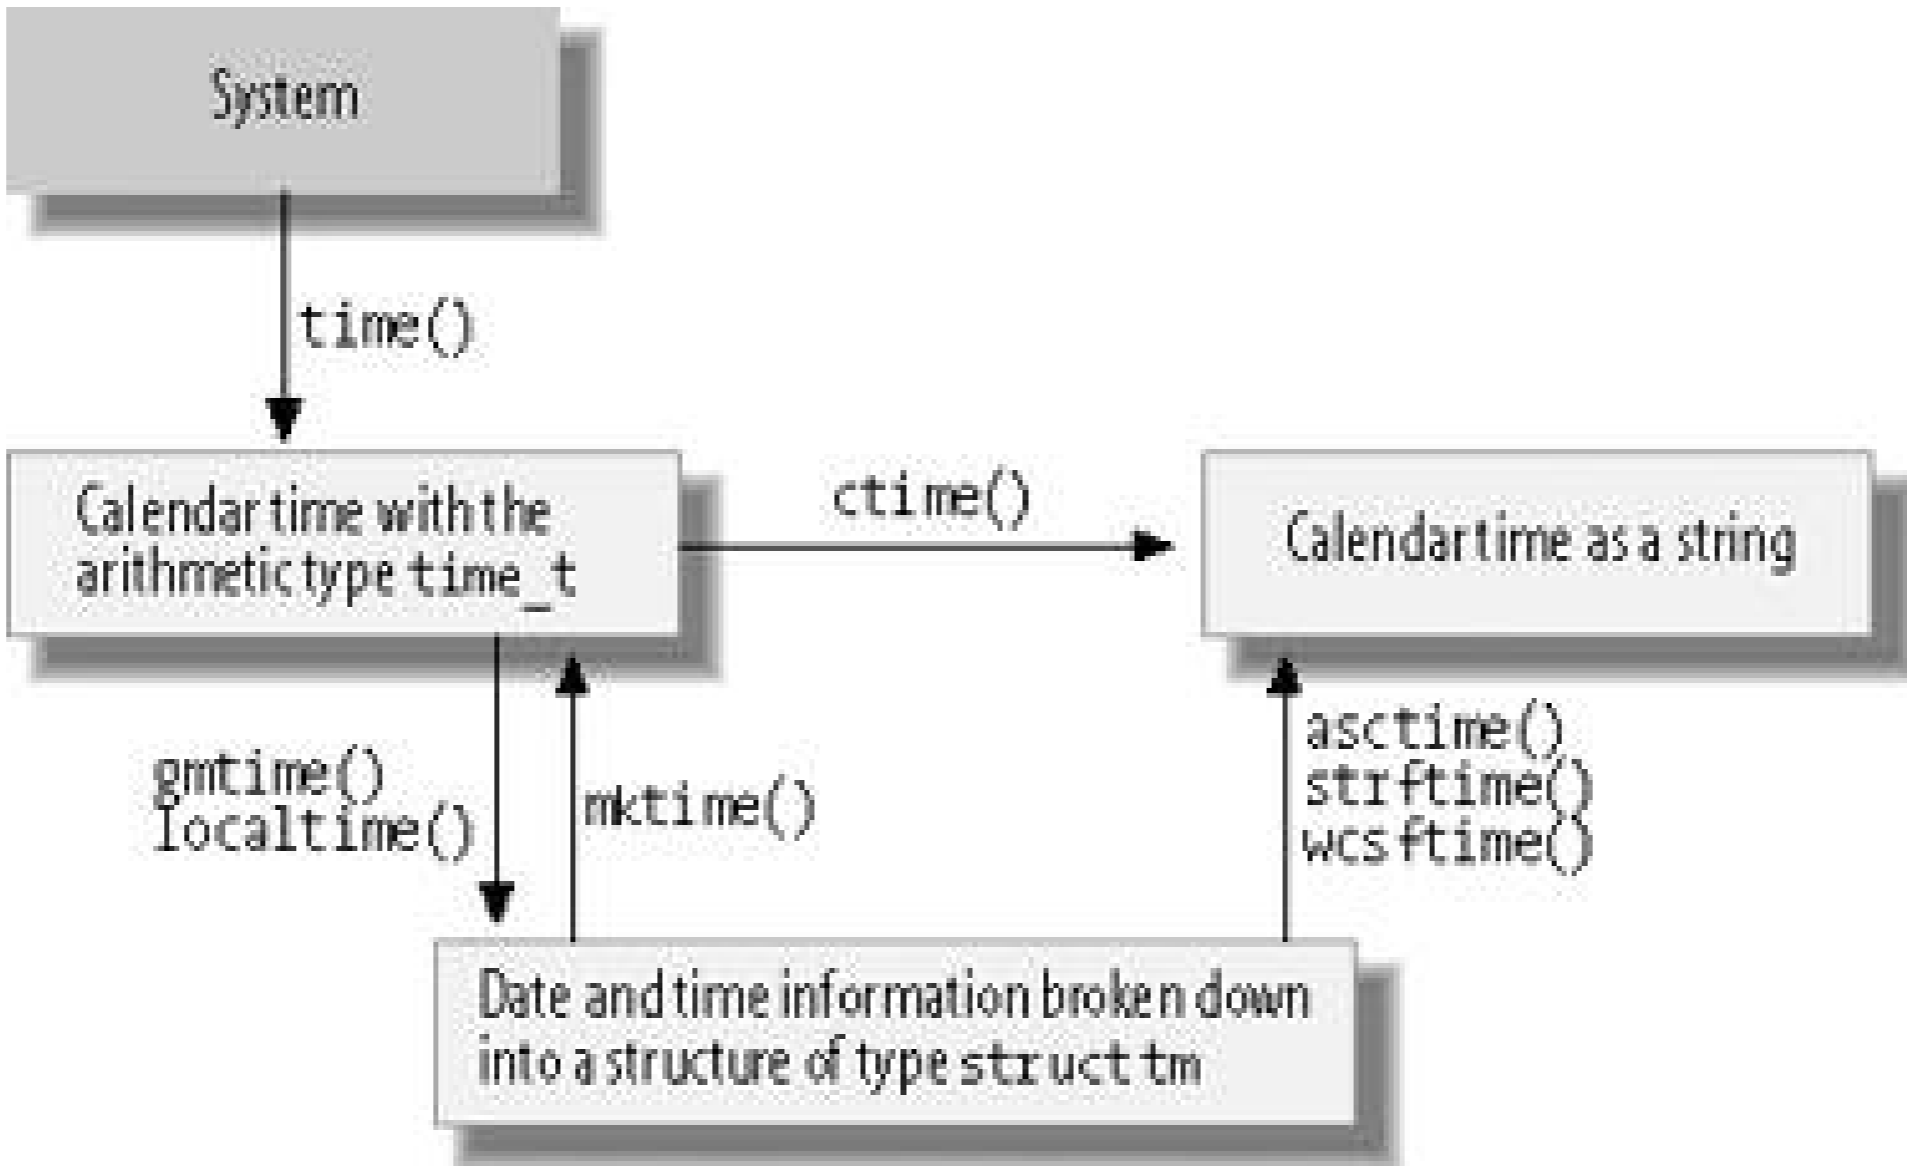 System
time()
Calendar time with the
arithmetic type time_t
ctime()
Calendar time as a string
gmtime()
localtime()
mktime()
asctime()
strftime()
wcsftime()
Date and time information broken down
into a structure of type struct tm